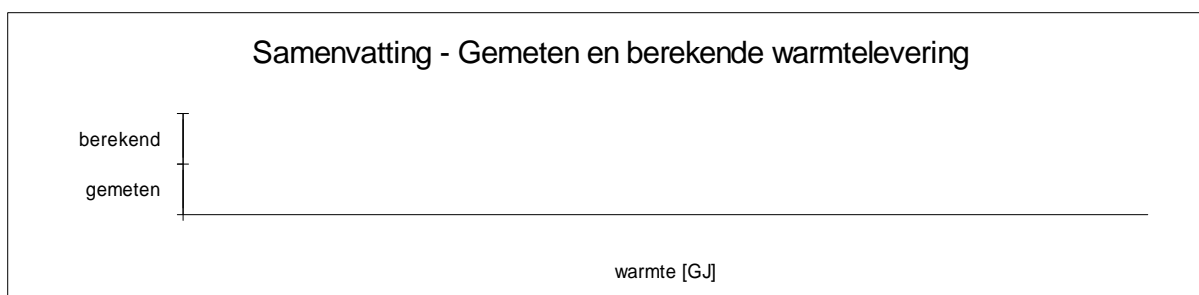 Samenvatting - Gemeten en berekende warmtelevering
berekend
gemeten
warmte [GJ]